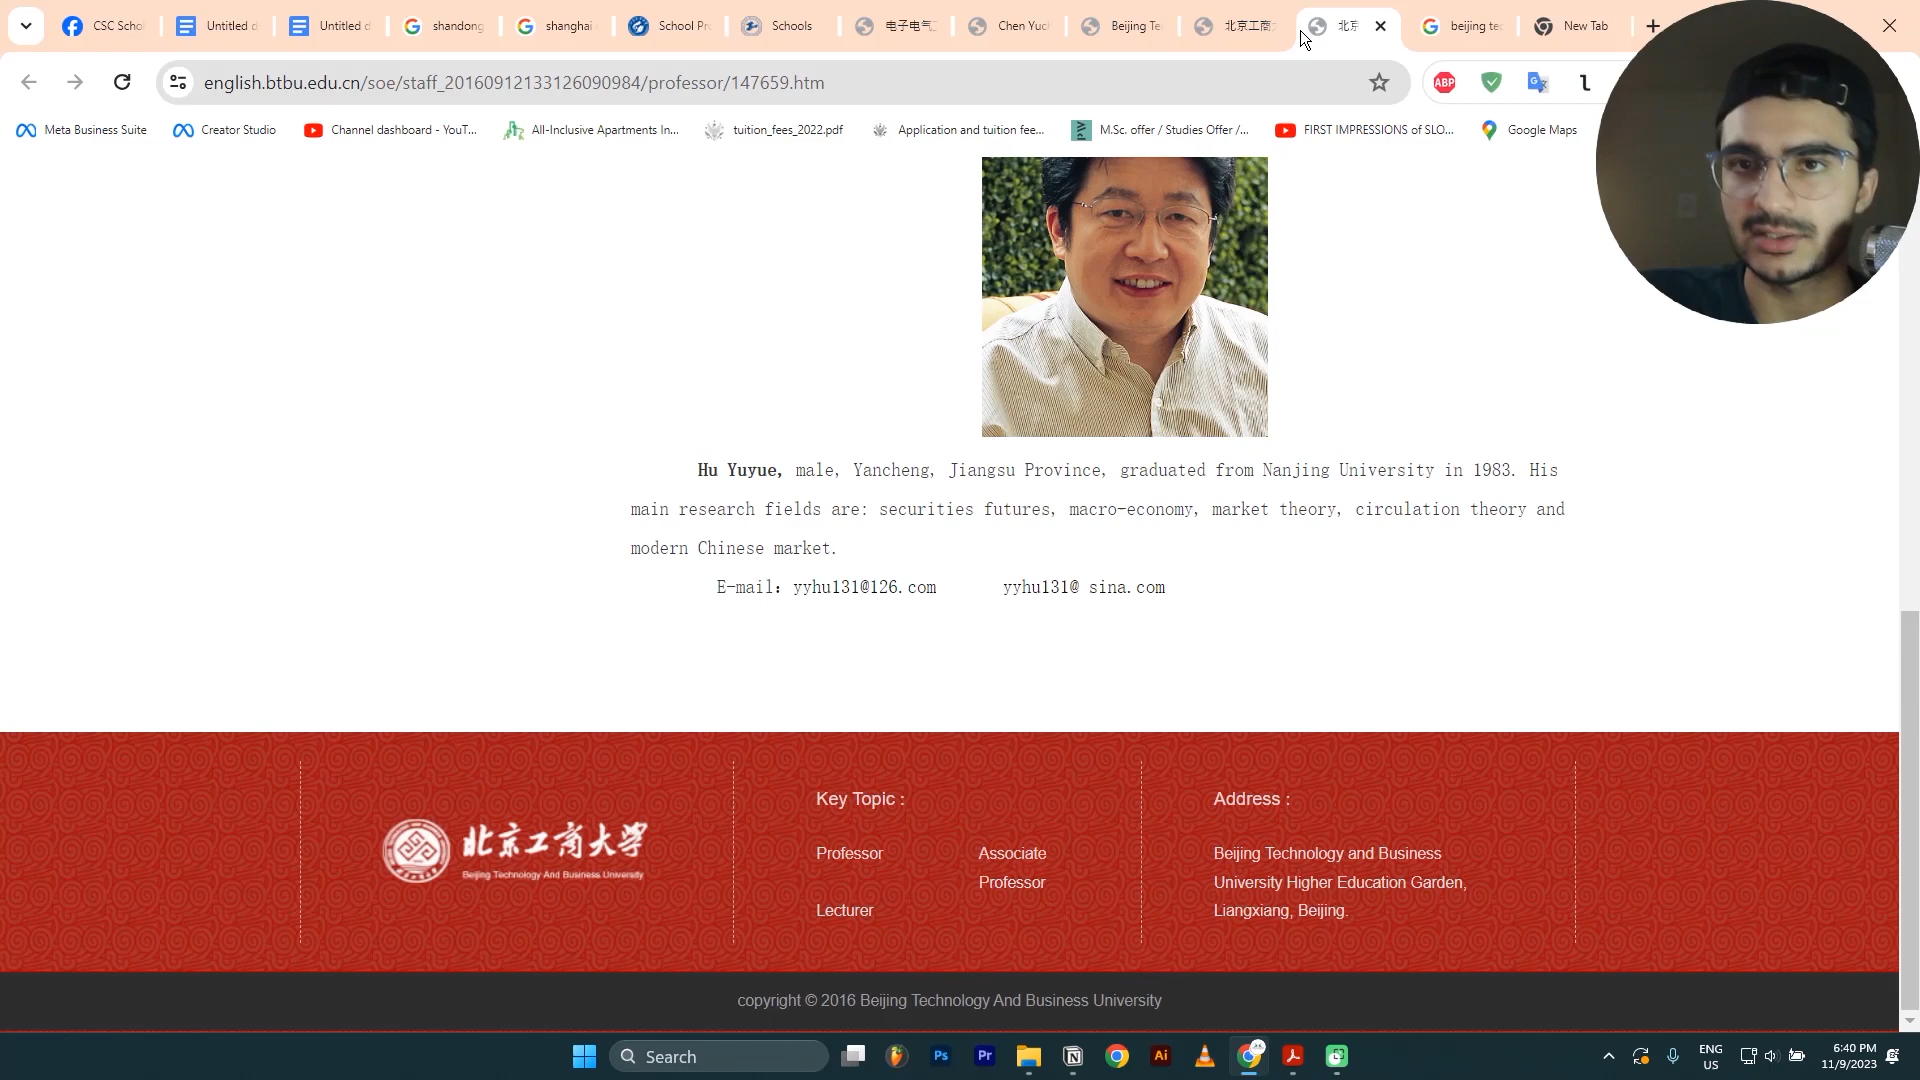 CSC Schol
Untitled d
Untitled d
shandong
shanghai
School Pr
Schools
电子电气
Chen Yuch
Beijing Te
北京工商
北京
beijing tec
New Tab
english.btbu.edu.cn/soe/staff_20160912133126090984/professor/147659.htm
ABP
Meta Business Suite
Creator Studio
Channel dashboard - YouT...
All-Inclusive Apartments In...
tuition_fees_2022.pdf
Application and tuition fee...
M.Sc. offer / Studies Offer /...
FIRST IMPRESSIONS of SLO...
Google Maps
Hu Yuyue, male, Yancheng, Jiangsu Province, graduated from Nanjing University in 1983. His
main research fields are: securities futures, macro-economy, market theory, circulation theory and
modern Chinese market.
E-mail: yyhu131@126.com yyhu131@ sina.com
北京工商大学
Beijing Technology And Business University
Key Topic :
Professor
Associate
Professor
Lecturer
Address :
Beijing Technology and Business
University Higher Education Garden,
Liangxiang, Beijing.
copyright © 2016 Beijing Technology And Business University
Search
Ps
Pr
Ai
ENG
US
6:40 PM
11/9/2023